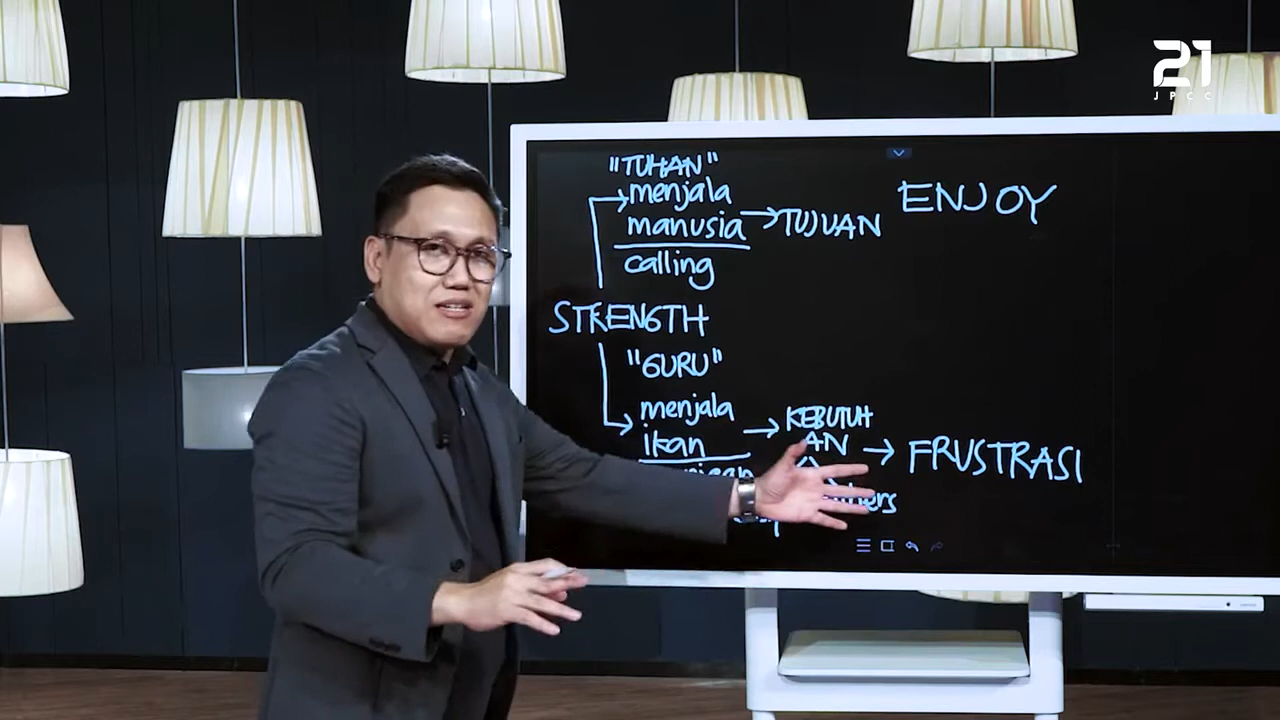 21
JPCC
"TUHAN"
menjala
manusia → TUJUAN
calling
ENJOY
STRENGTH
"GURU"
menjala
ikan → KEBUTUH
AN → FRUSTRASI